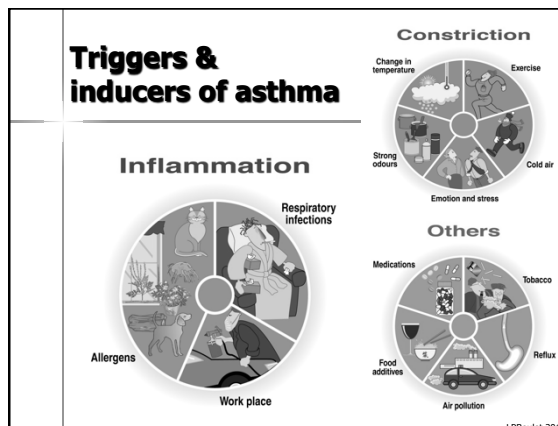 Triggers &
inducers of asthma
Constriction
Change in
temperature
Exercise
Strong
odours
Cold air
Emotion and stress
Inflammation
Respiratory
infections
Allergens
Work place
Others
Medications
Tobacco
Food
additives
Reflux
Air pollution